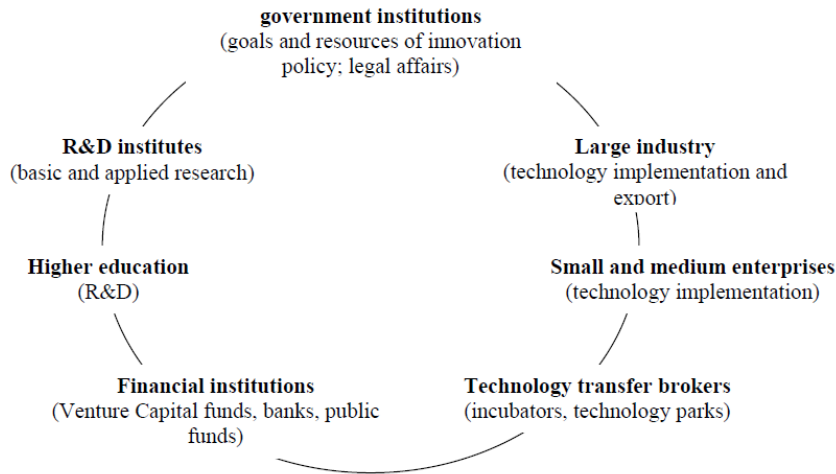 government institutions
(goals and resources of innovation
policy; legal affairs)
R&D institutes
(basic and applied research)
Large industry
(technology implementation and
export)
Higher education
(R&D)
Small and medium enterprises
(technology implementation)
Financial institutions
(Venture Capital funds, banks, public
funds)
Technology transfer brokers
(incubators, technology parks)